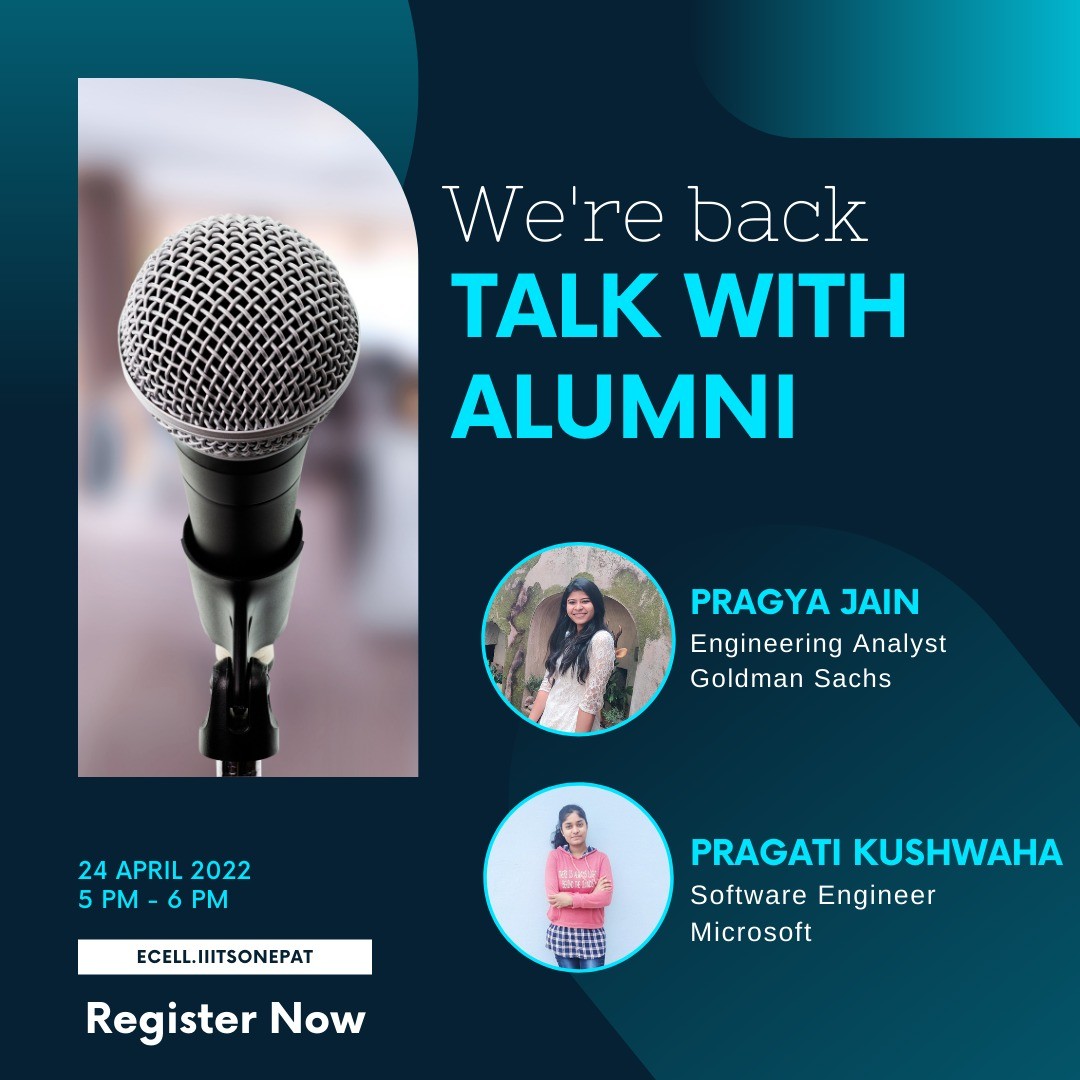 We're back
TALK WITH
ALUMNI
PRAGYA JAIN
Engineering Analyst
Goldman Sachs
PRAGATI KUSHWAHA
Software Engineer
Microsoft
24 APRIL 2022
5 PM - 6 PM
ECELL.IIITSONEPAT
Register Now